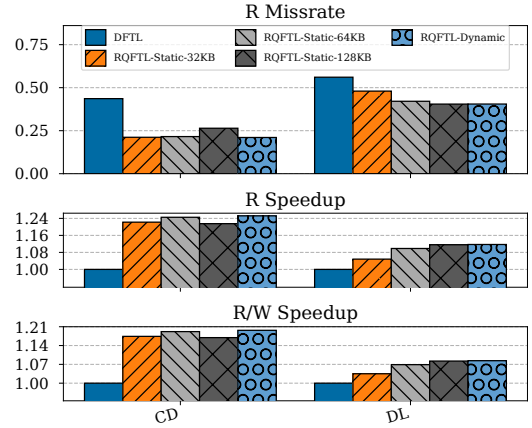 R Missrate
0.75
0.50
0.25
0.00
DFTL
RQFTL-Static-32KB
RQFTL-Static-64KB
RQFTL-Static-128KB
RQFTL-Dynamic
R Speedup
1.24
1.16
1.08
1.00
R/W Speedup
1.21
1.14
1.07
1.00
CD
DL